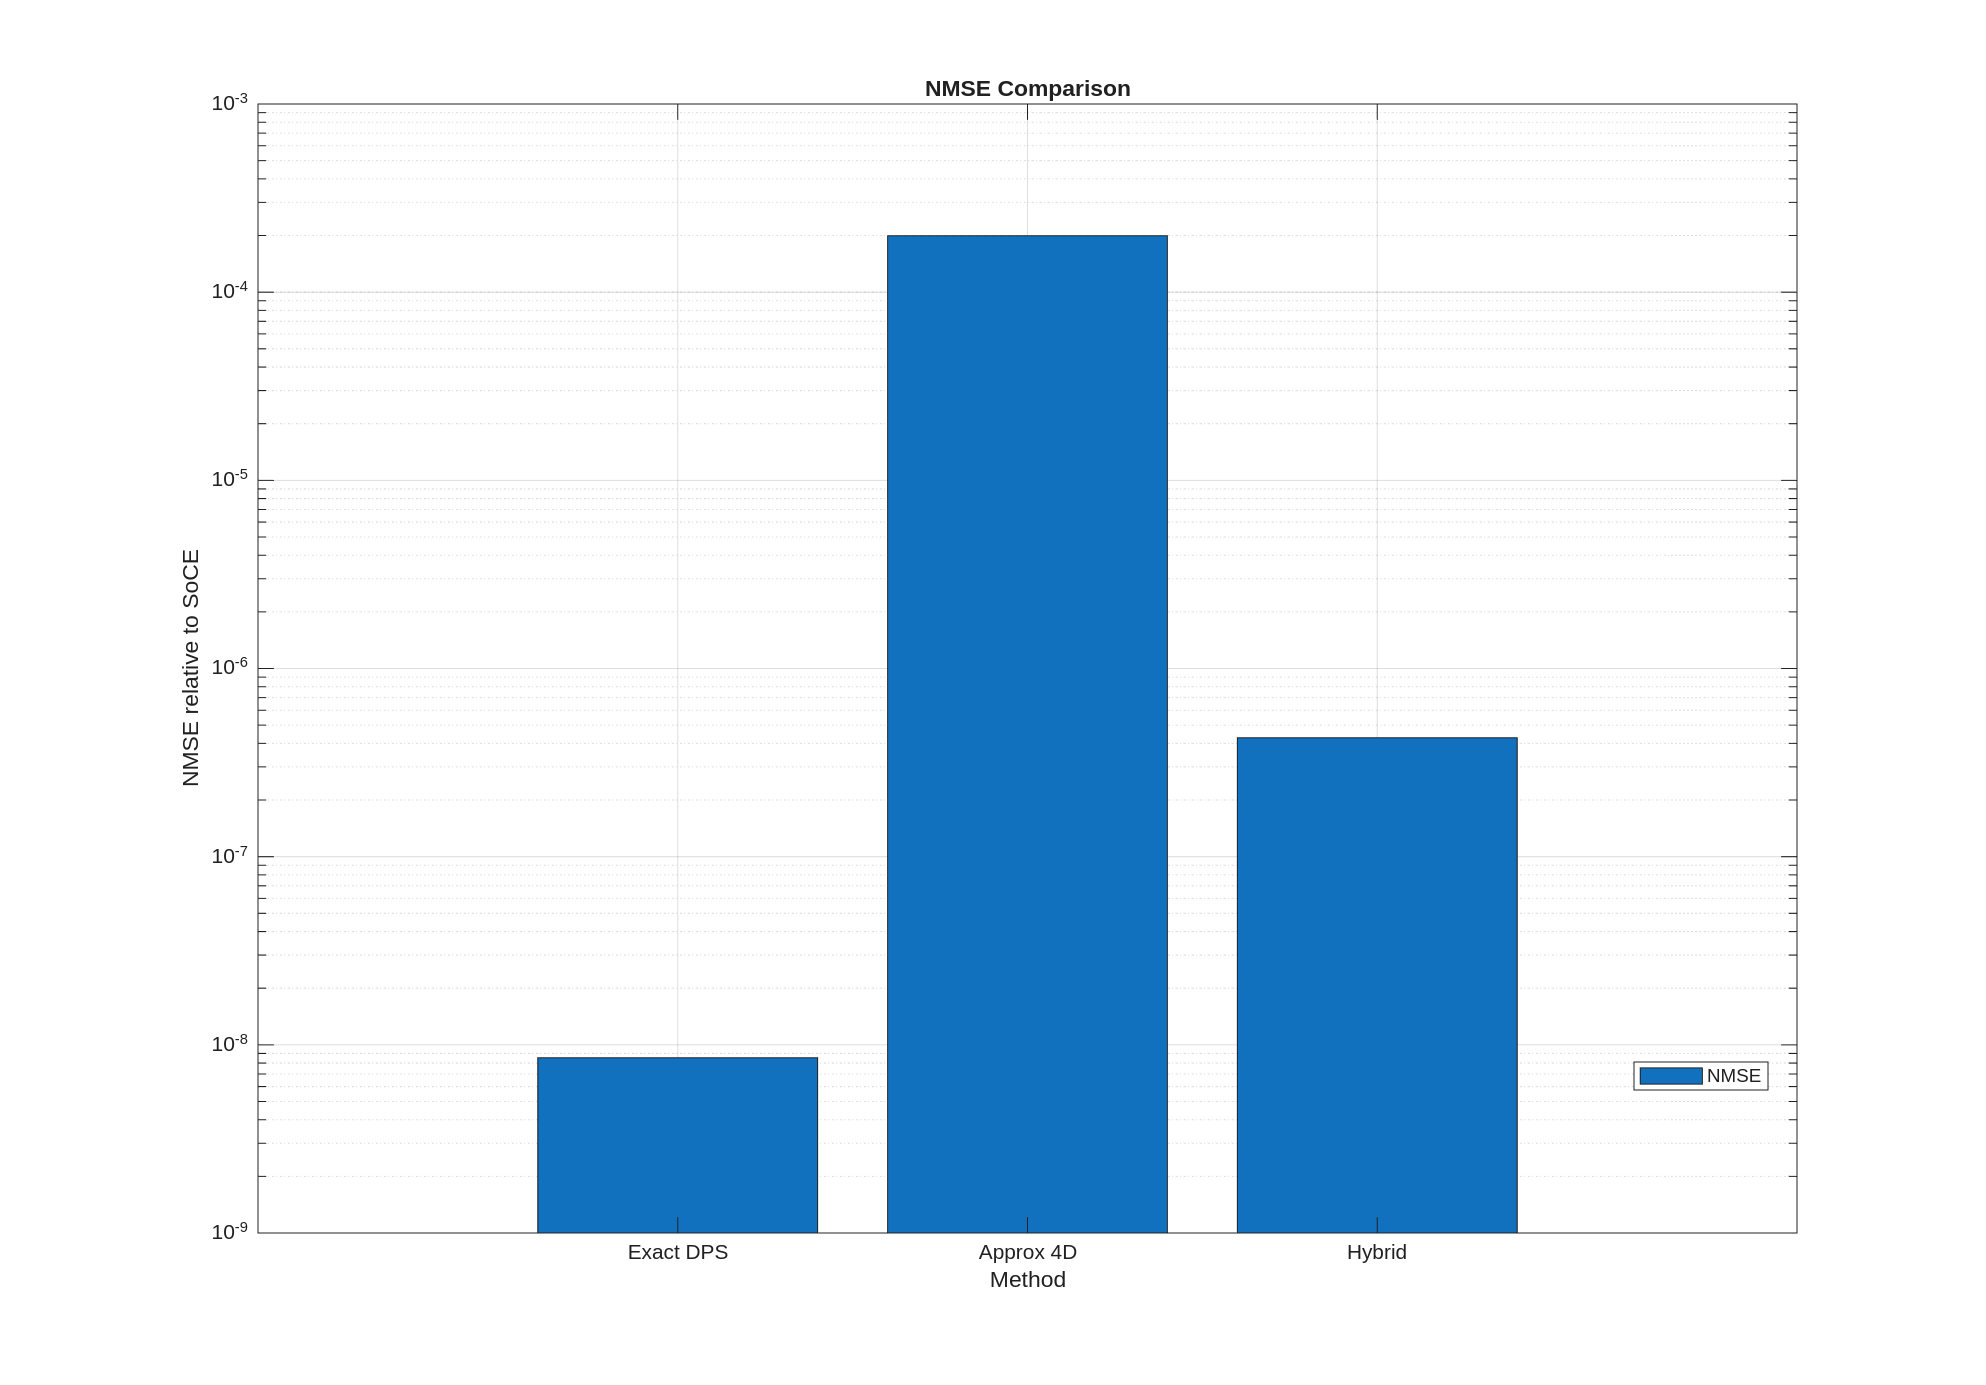 NMSE Comparison
10-3
10-4
10-5
10-6
10-7
10-8
10-9
NMSE relative to SoCE
NMSE
Exact DPS Approx 4D Hybrid
Method